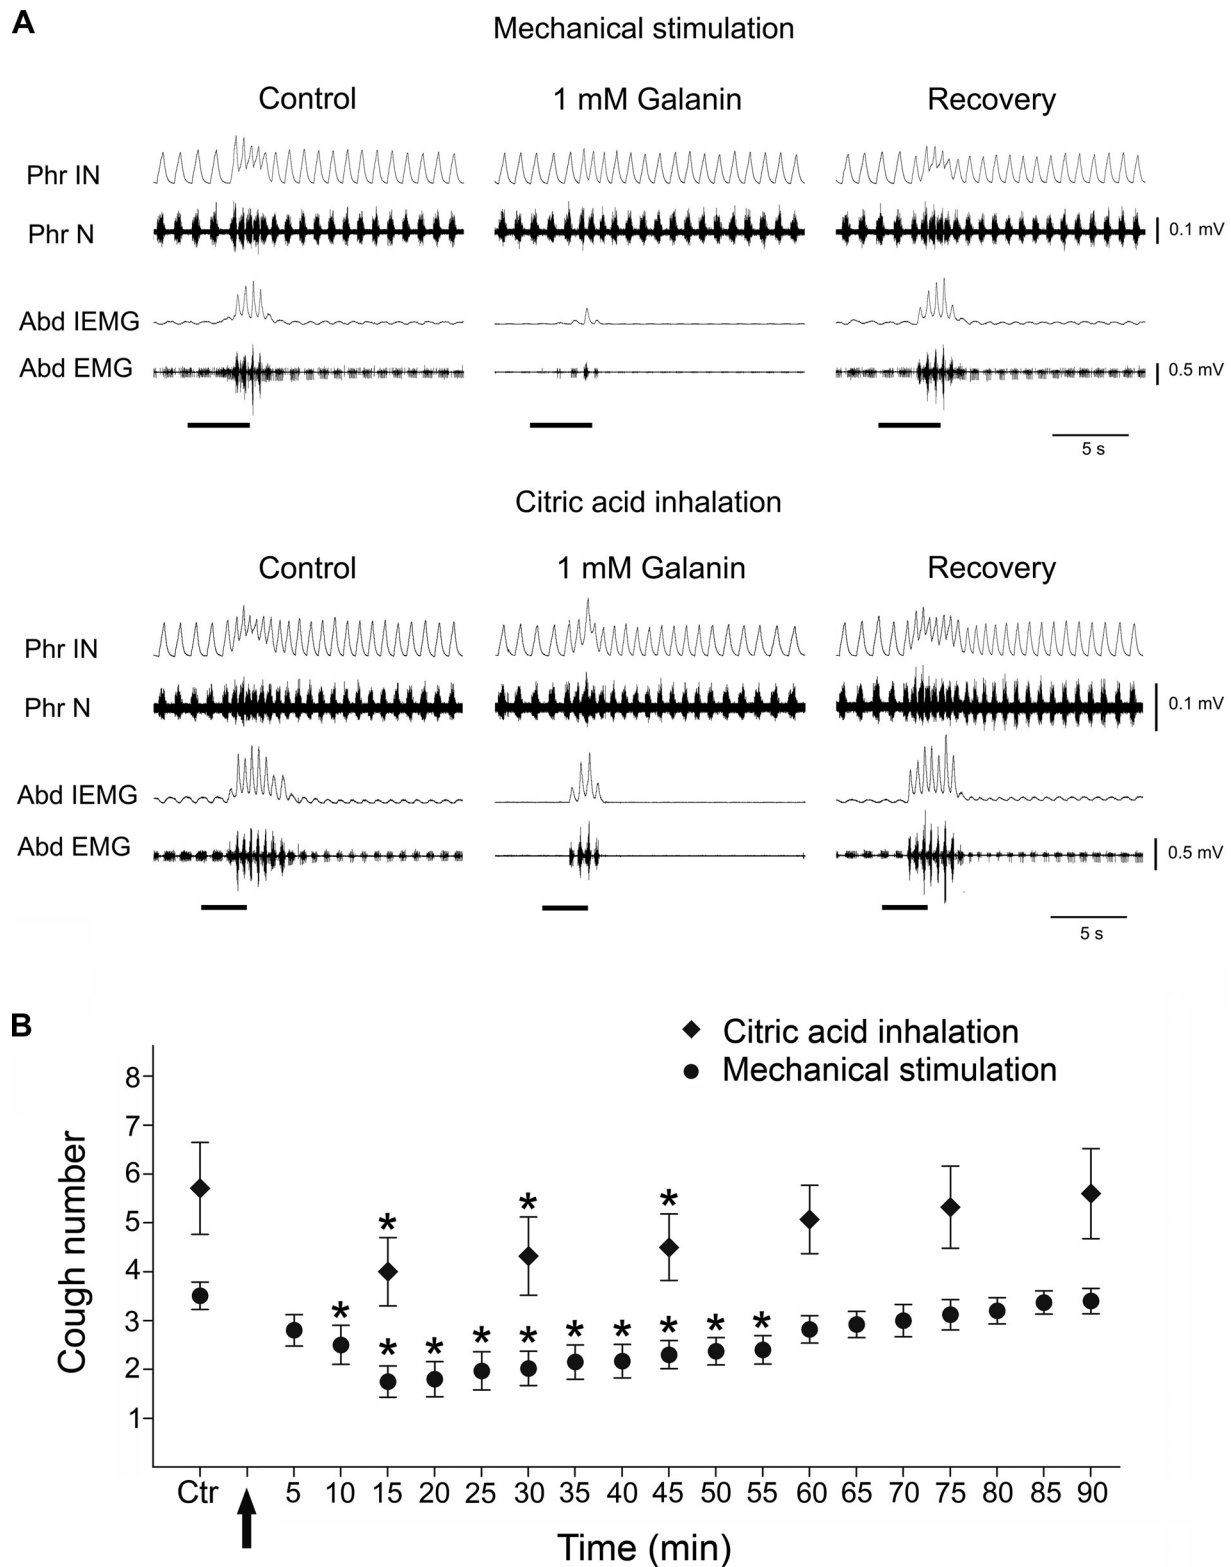 A
Mechanical stimulation
Control 1 mM Galanin Recovery
Phr IN
Phr N 0.1 mV
Abd IEMG
Abd EMG 0.5 mV
5 s
Citric acid inhalation
Control 1 mM Galanin Recovery
Phr IN
Phr N 0.1 mV
Abd IEMG
Abd EMG 0.5 mV
5 s
B
Citric acid inhalation
Mechanical stimulation
Cough number
8
7
6
5
4
3
2
1
* * *
* * * * * * * * * *
Ctr 5 10 15 20 25 30 35 40 45 50 55 60 65 70 75 80 85 90
Time (min)